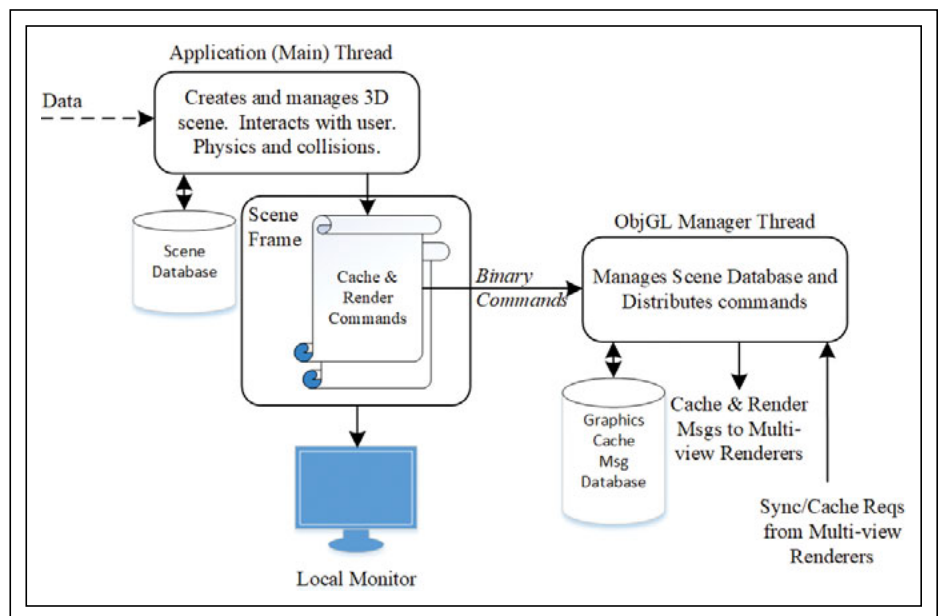 Application (Main) Thread
Data
Creates and manages 3D
scene. Interacts with user.
Physics and collisions.
Scene
Database
Scene
Frame
Cache &
Render
Commands
Binary
Commands
ObjGL Manager Thread
Manages Scene Database and
Distributes commands
Graphics
Cache
Msg
Database
Cache & Render
Msgs to Multi-
view Renderers
Sync/Cache Reqs
from Multi-view
Renderers
Local Monitor